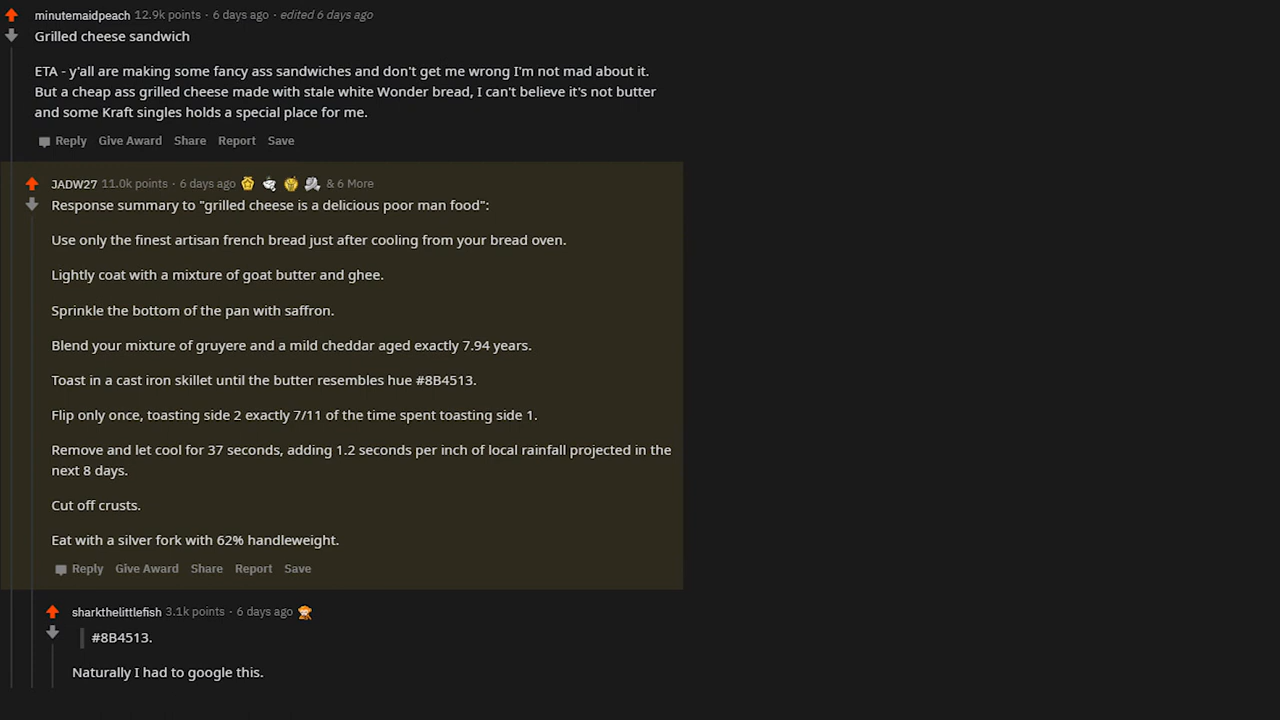 minutemaidpeach 12.9k points · 6 days ago · edited 6 days ago
Grilled cheese sandwich
ETA - y'all are making some fancy ass sandwiches and don't get me wrong I'm not mad about it.
But a cheap ass grilled cheese made with stale white Wonder bread, I can't believe it's not butter
and some Kraft singles holds a special place for me.
Reply Give Award Share Report Save
JADW27 11.0k points · 6 days ago & 6 More
Response summary to "grilled cheese is a delicious poor man food":
Use only the finest artisan french bread just after cooling from your bread oven.
Lightly coat with a mixture of goat butter and ghee.
Sprinkle the bottom of the pan with saffron.
Blend your mixture of gruyere and a mild cheddar aged exactly 7.94 years.
Toast in a cast iron skillet until the butter resembles hue #8B4513.
Flip only once, toasting side 2 exactly 7/11 of the time spent toasting side 1.
Remove and let cool for 37 seconds, adding 1.2 seconds per inch of local rainfall projected in the
next 8 days.
Cut off crusts.
Eat with a silver fork with 62% handleweight.
Reply Give Award Share Report Save
sharkthelittlefish 3.1k points · 6 days ago
#8B4513.
Naturally I had to google this.